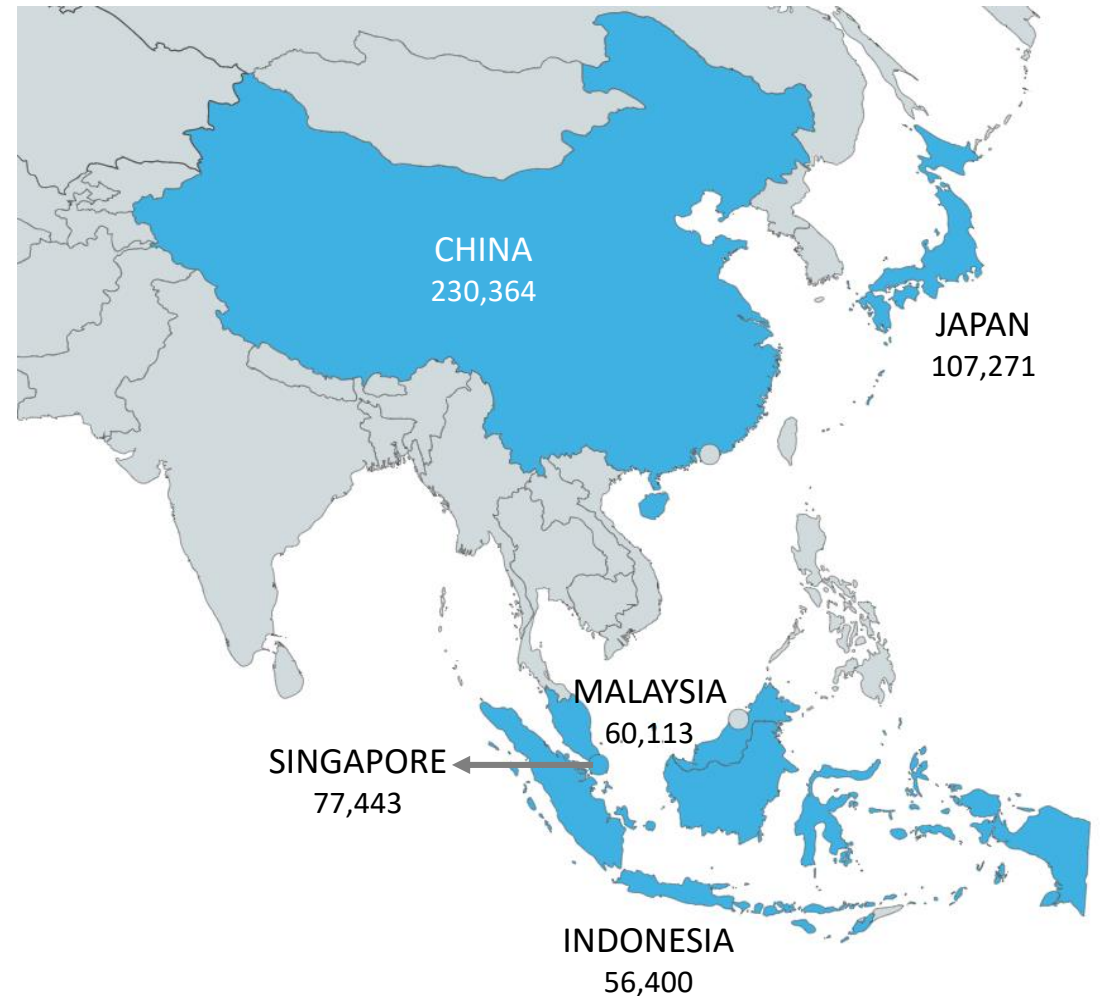 CHINA
230,364
JAPAN
107,271
MALAYSIA
60,113
SINGAPORE
77,443
INDONESIA
56,400